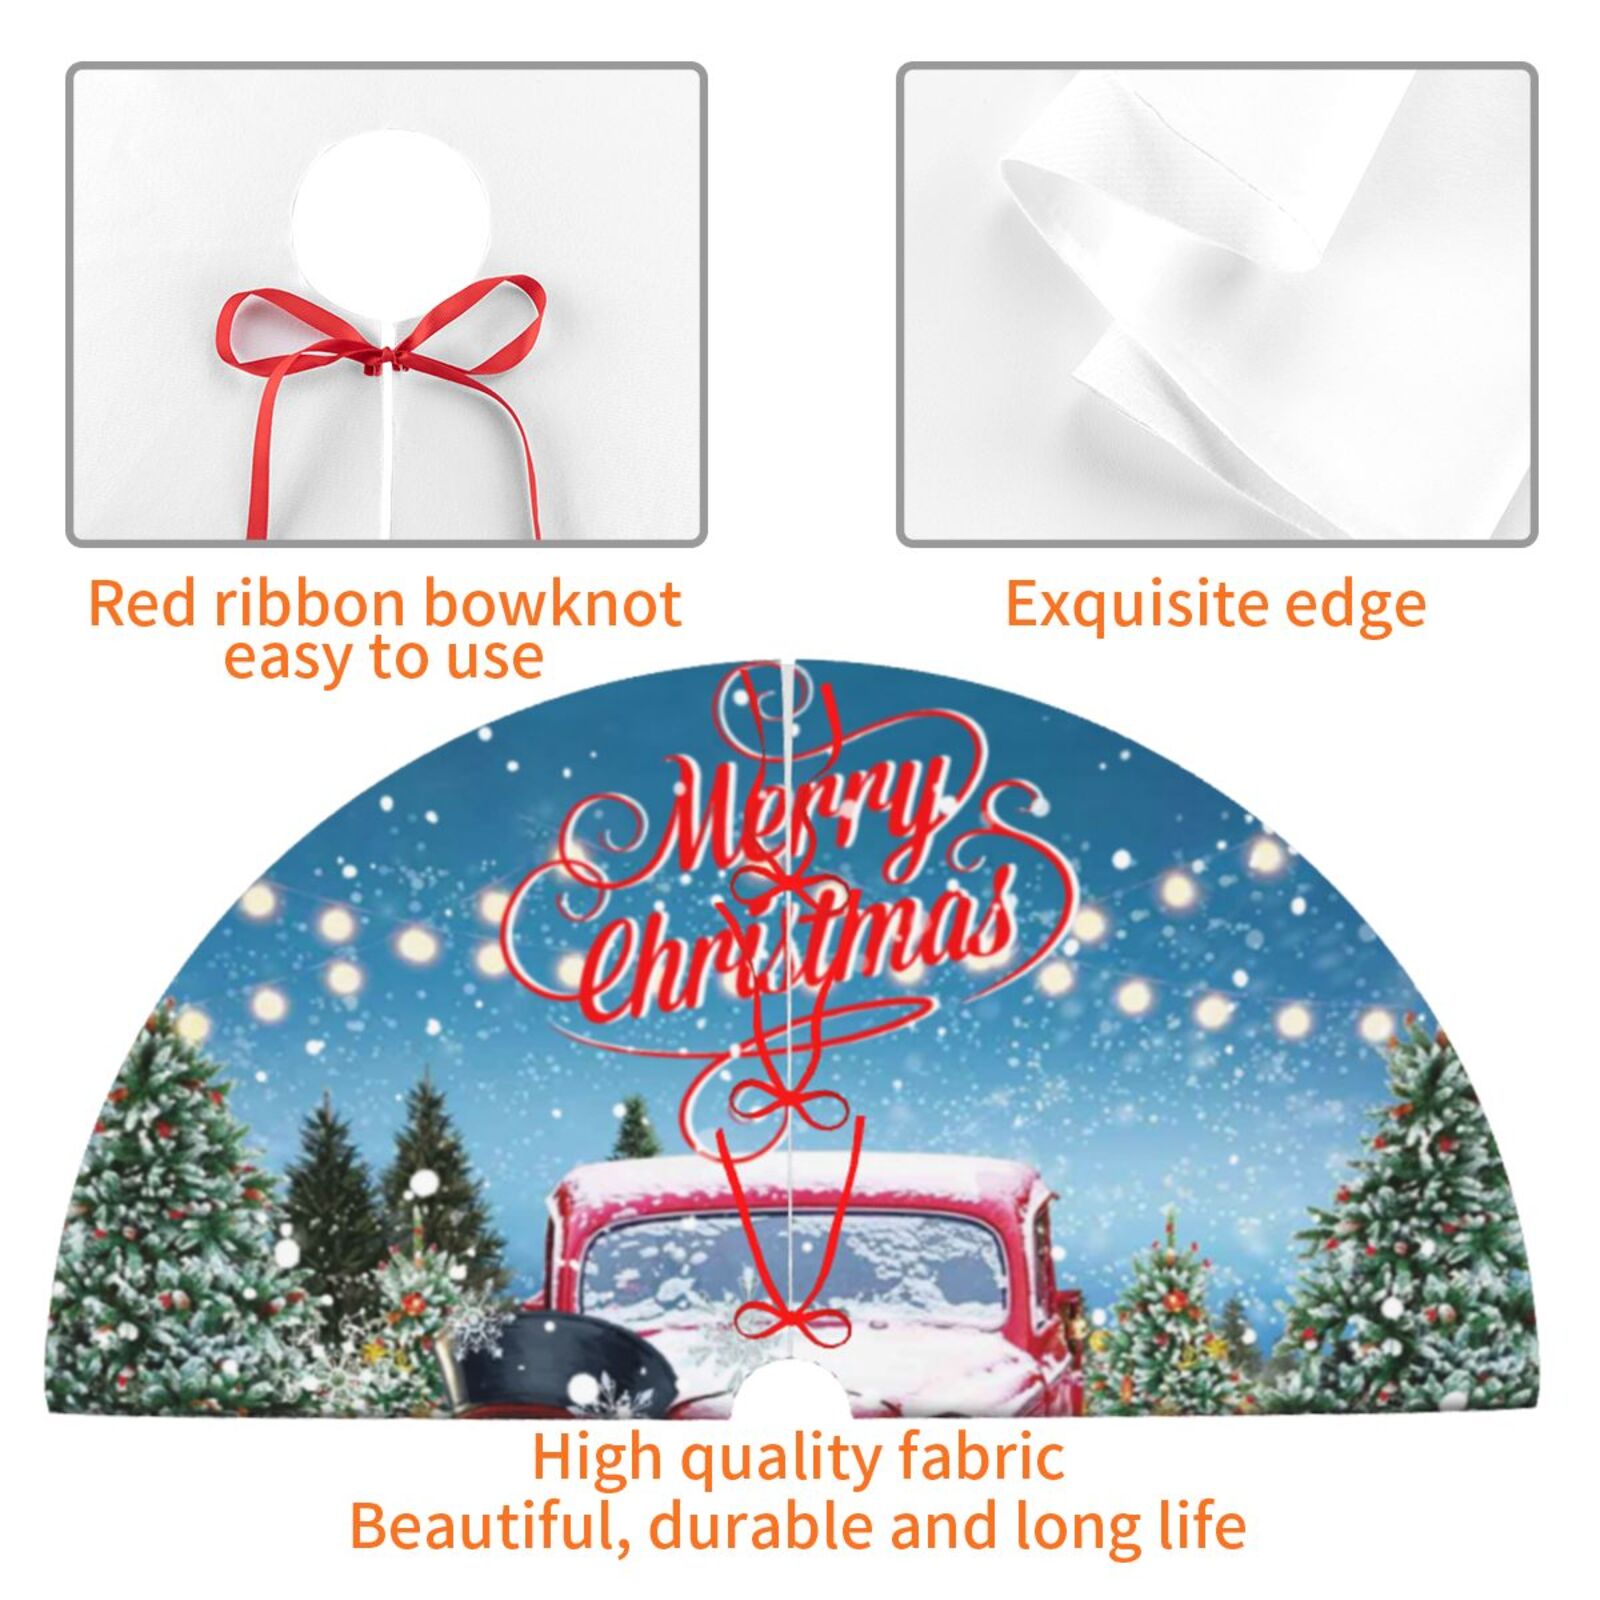 Red ribbon bowknot
easy to use
Exquisite edge
Merry
Christmas
High quality fabric
Beautiful, durable and long life